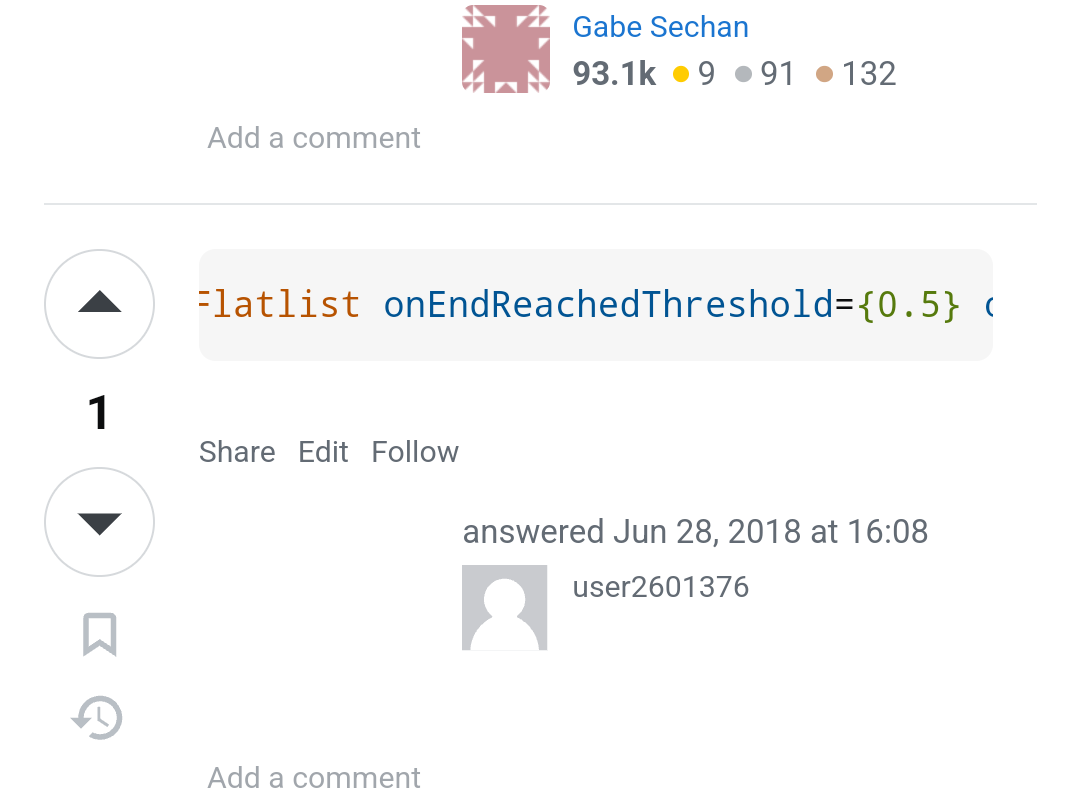 Gabe Sechan
93.1k 9 91 132
Add a comment
Flatlist onEndReachedThreshold={0.5}
1
Share Edit Follow
answered Jun 28, 2018 at 16:08
user2601376
Add a comment